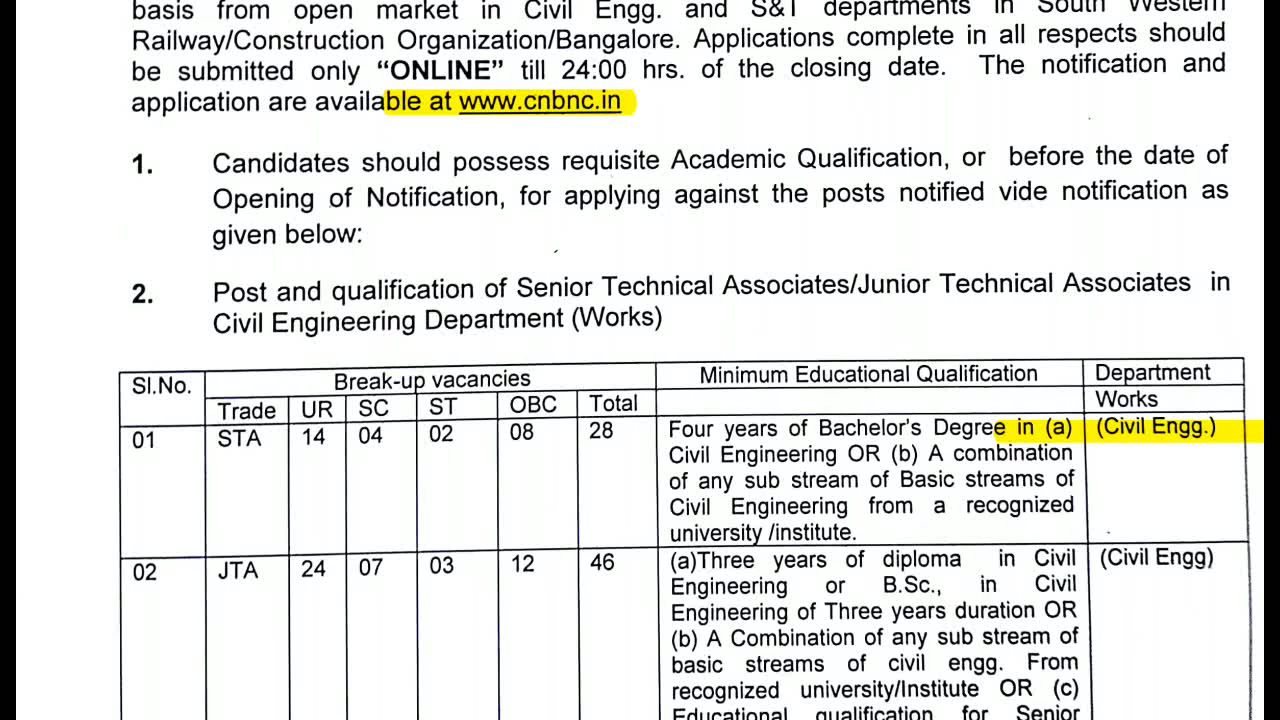 basis from open market in Civil Engg. and S&T departments in South Western
Railway/Construction Organization/Bangalore. Applications complete in all respects should
be submitted only “ONLINE” till 24:00 hrs. of the closing date. The notification and
application are available at www.cnbnc.in
1. Candidates should possess requisite Academic Qualification, or before the date of
Opening of Notification, for applying against the posts notified vide notification as
given below:
2. Post and qualification of Senior Technical Associates/Junior Technical Associates in
Civil Engineering Department (Works)
Sl.No. Break-up vacancies Minimum Educational Qualification Department
Trade UR SC ST OBC Total Works
01 STA 14 04 02 08 28 Four years of Bachelor’s Degree in (a) (Civil Engg.)
Civil Engineering OR (b) A combination
of any sub stream of Basic streams of
Civil Engineering from a recognized
university /institute.
02 JTA 24 07 03 12 46 (a)Three years of diploma in Civil (Civil Engg)
Engineering or B.Sc., in Civil
Engineering of Three years duration OR
(b) A Combination of any sub stream of
basic streams of civil engg. From
recognized university/Institute OR (c)
Educational qualification for Senior